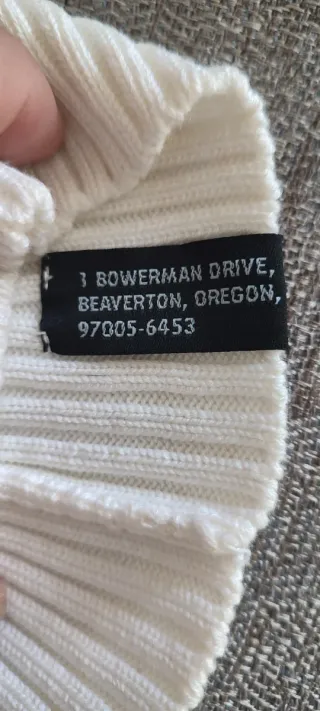 1 BOWERMAN DRIVE,
BEAVERTON, OREGON,
97005-6453